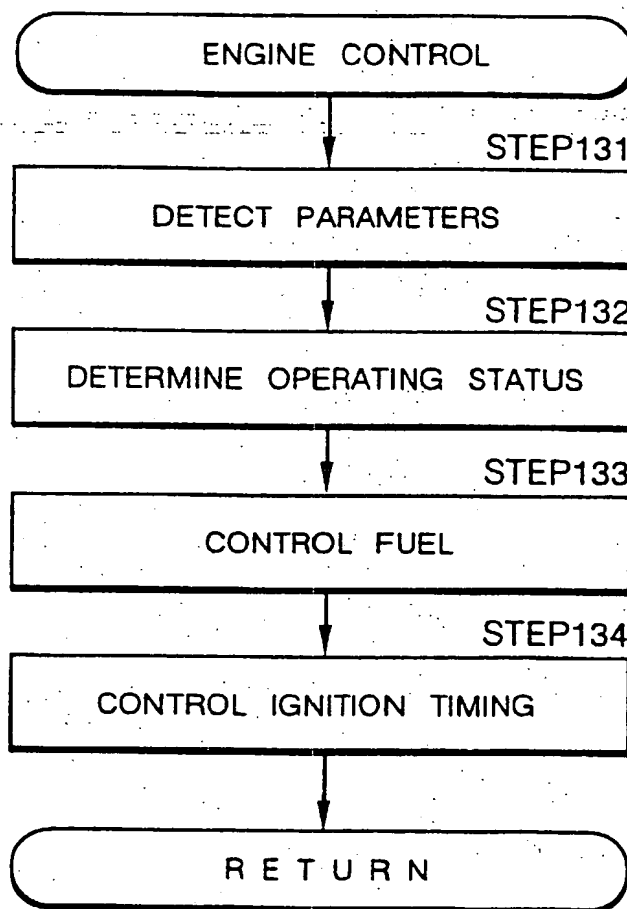 ENGINE CONTROL
STEP131
DETECT PARAMETERS
STEP132
DETERMINE OPERATING STATUS
STEP133
CONTROL FUEL
STEP134
CONTROL IGNITION TIMING
RETURN